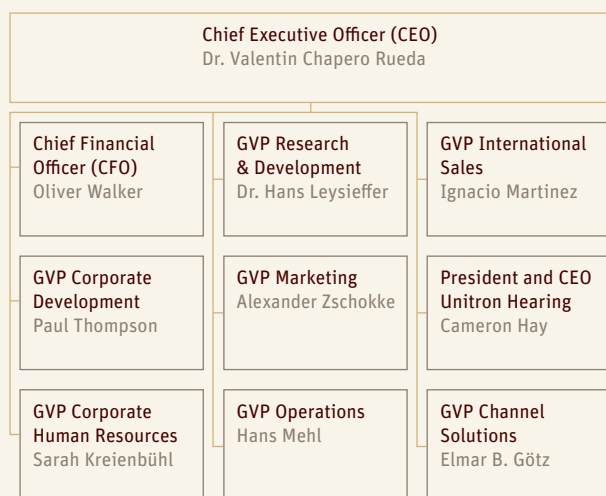 Chief Executive Officer (CEO)
Dr. Valentin Chapero Rueda
Chief Financial
Officer (CFO)
Oliver Walker
GVP Research
& Development
Dr. Hans Leysieffer
GVP International
Sales
Ignacio Martinez
GVP Corporate
Development
Paul Thompson
GVP Marketing
Alexander Zschokke
President and CEO
Unitron Hearing
Cameron Hay
GVP Corporate
Human Resources
Sarah Kreienbühl
GVP Operations
Hans Mehl
GVP Channel
Solutions
Elmar B. Götz